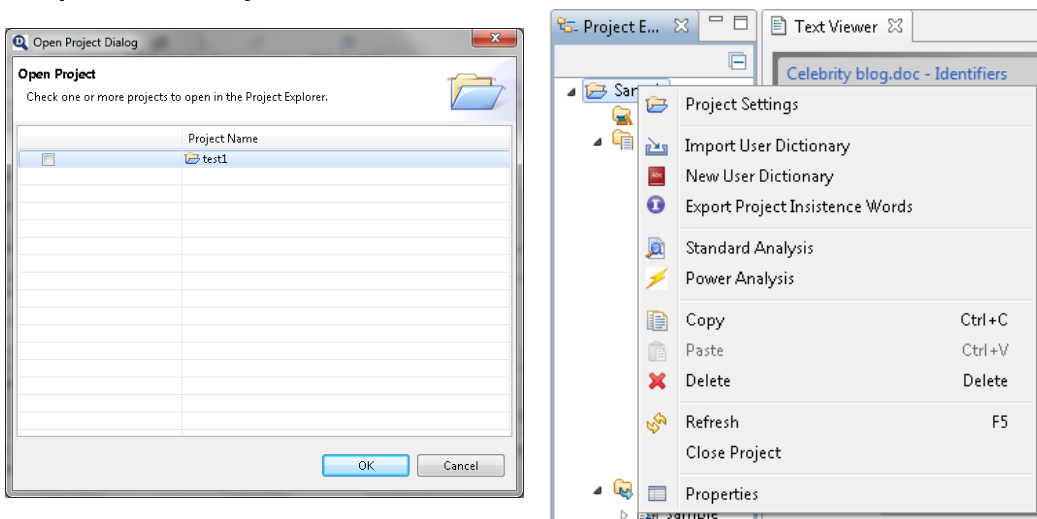 Open Project Dialog
Open Project
Check one or more projects to open in the Project Explorer.
Project Name
test1
OK
Cancel
Project E...
Text Viewer
Celebrity blog.doc - Identifiers
Project Settings
Import User Dictionary
New User Dictionary
Export Project Insistence Words
Standard Analysis
Power Analysis
Copy Ctrl+C
Paste Ctrl+V
Delete Delete
Refresh F5
Close Project
Properties